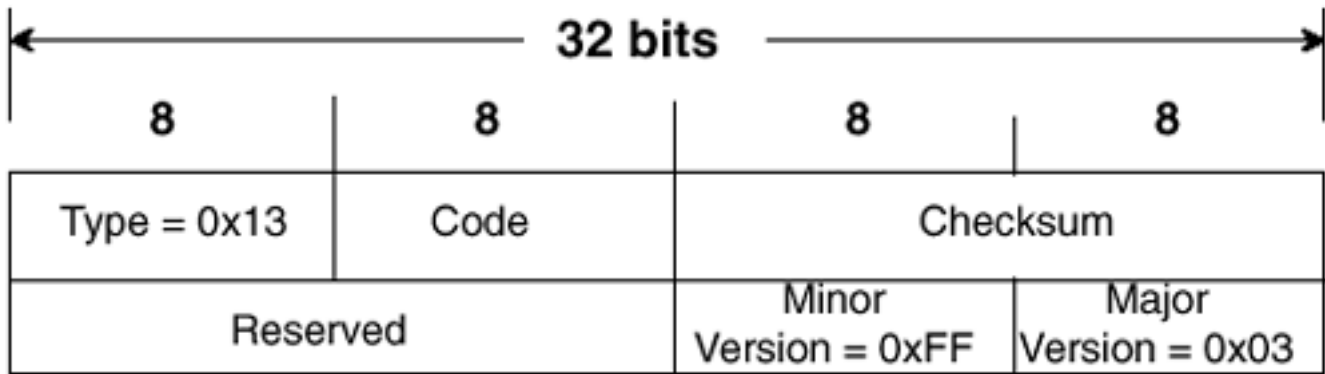 32 bits
8 8 8 8
Type = 0x13 Code Checksum
Reserved Minor Version = 0xFF Major Version = 0x03